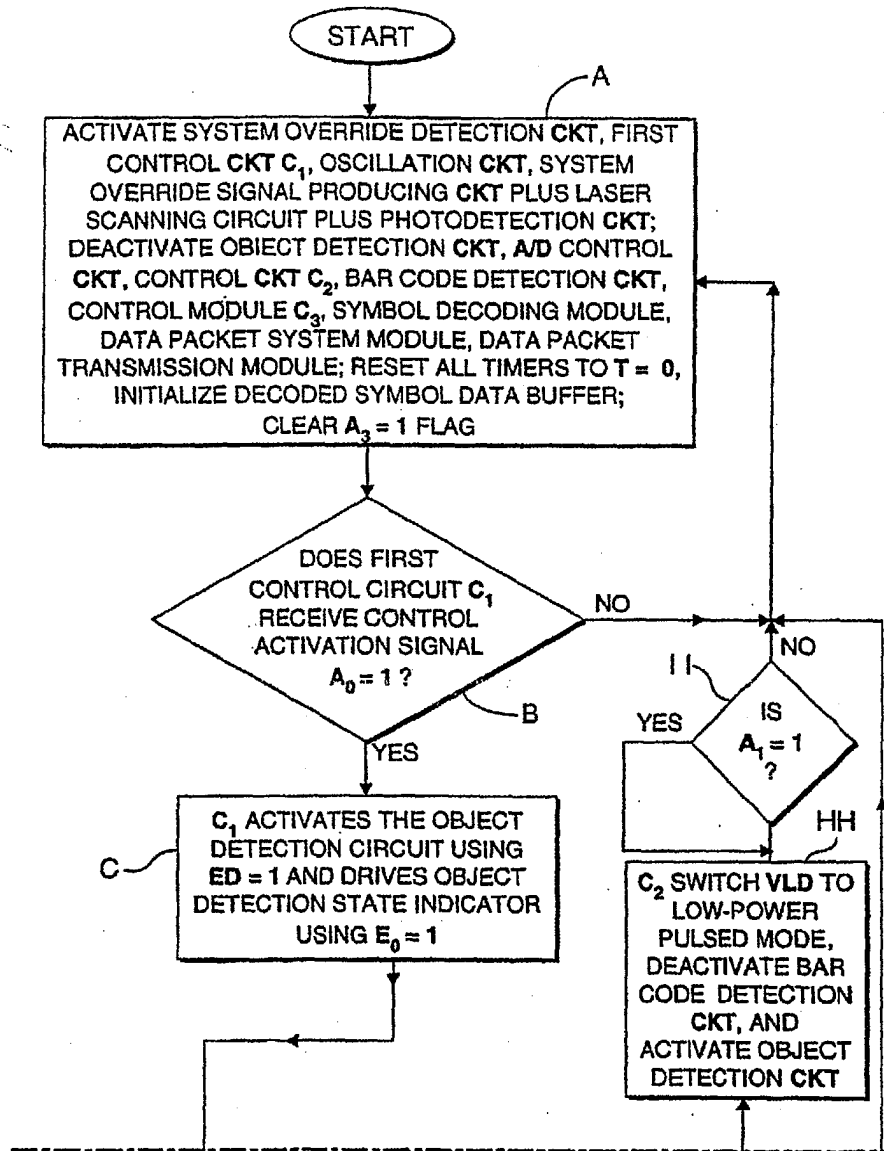 START
A
ACTIVATE SYSTEM OVERRIDE DETECTION CKT, FIRST
CONTROL CKT C1, OSCILLATION CKT, SYSTEM
OVERRIDE SIGNAL PRODUCING CKT PLUS LASER
SCANNING CIRCUIT PLUS PHOTODETECTION CKT;
DEACTIVATE OBIECT DETECTION CKT, A/D CONTROL
CKT, CONTROL CKT C2, BAR CODE DETECTION CKT,
CONTROL MODULE C3, SYMBOL DECODING MODULE,
DATA PACKET SYSTEM MODULE, DATA PACKET
TRANSMISSION MODULE; RESET ALL TIMERS TO T = 0,
INITIALIZE DECODED SYMBOL DATA BUFFER;
CLEAR A3 = 1 FLAG
DOES FIRST
CONTROL CIRCUIT C1
RECEIVE CONTROL
ACTIVATION SIGNAL
A0 = 1 ?
NO
B
YES
I I
NO
YES
IS
A1 = 1
?
C
C1 ACTIVATES THE OBJECT
DETECTION CIRCUIT USING
ED = 1 AND DRIVES OBJECT
DETECTION STATE INDICATOR
USING E0 = 1
HH
C2 SWITCH VLD TO
LOW-POWER
PULSED MODE,
DEACTIVATE BAR
CODE DETECTION
CKT, AND
ACTIVATE OBJECT
DETECTION CKT